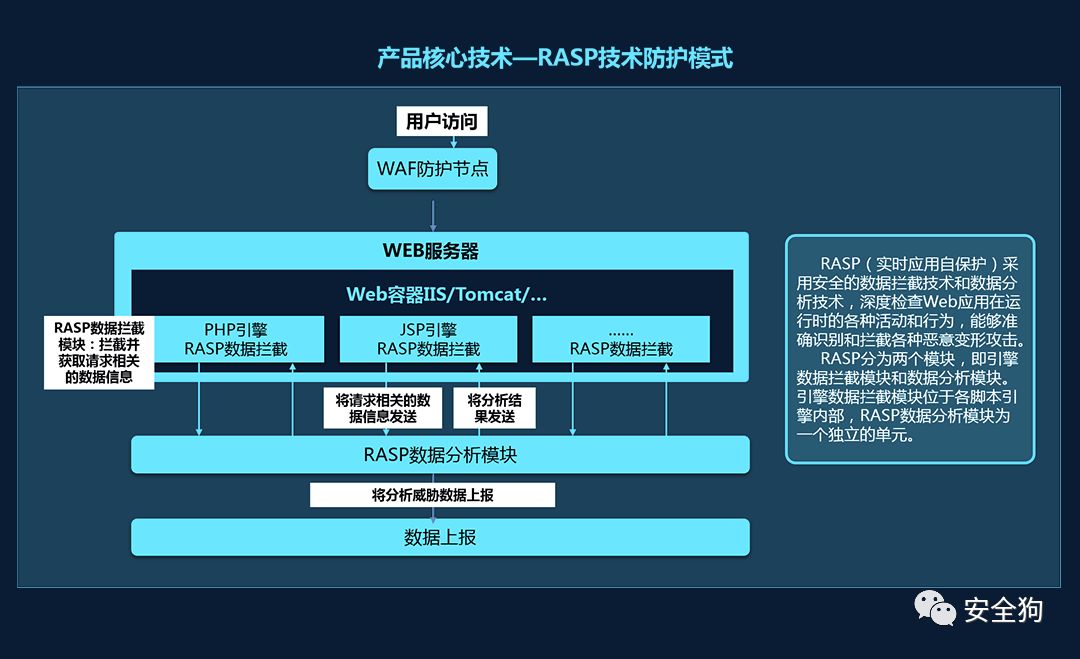 产品核心技术—RASP技术防护模式
用户访问
WAF防护节点
WEB服务器
Web容器IIS/Tomcat/...
RASP数据拦截
模块：拦截并
获取请求相关
的数据信息
PHP引擎
RASP数据拦截
JSP引擎
RASP数据拦截
......
RASP数据拦截
将请求相关的数
据信息发送
将分析结
果发送
RASP数据分析模块
将分析威胁数据上报
数据上报
RASP（实时应用自保护）采
用安全的数据拦截技术和数据分
析技术，深度检查Web应用在运
行时的各种活动和行为，能够准
确识别和拦截各种恶意变形攻击。
RASP分为两个模块，即引擎
数据拦截模块和数据分析模块。
引擎数据拦截模块位于各脚本引
擎内部，RASP数据分析模块为
一个独立的单元。
安全狗